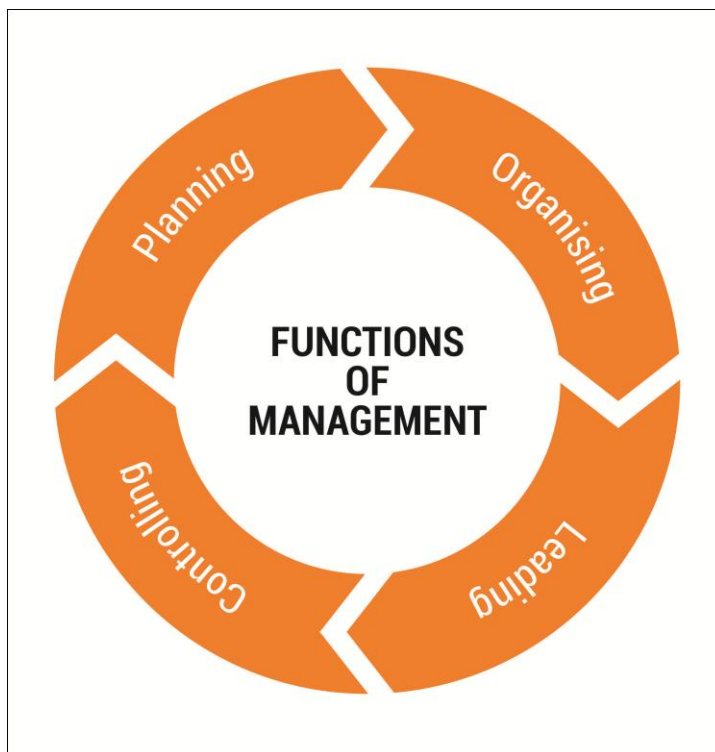 Planning
Organising
FUNCTIONS
OF
MANAGEMENT
Controlling
Leading